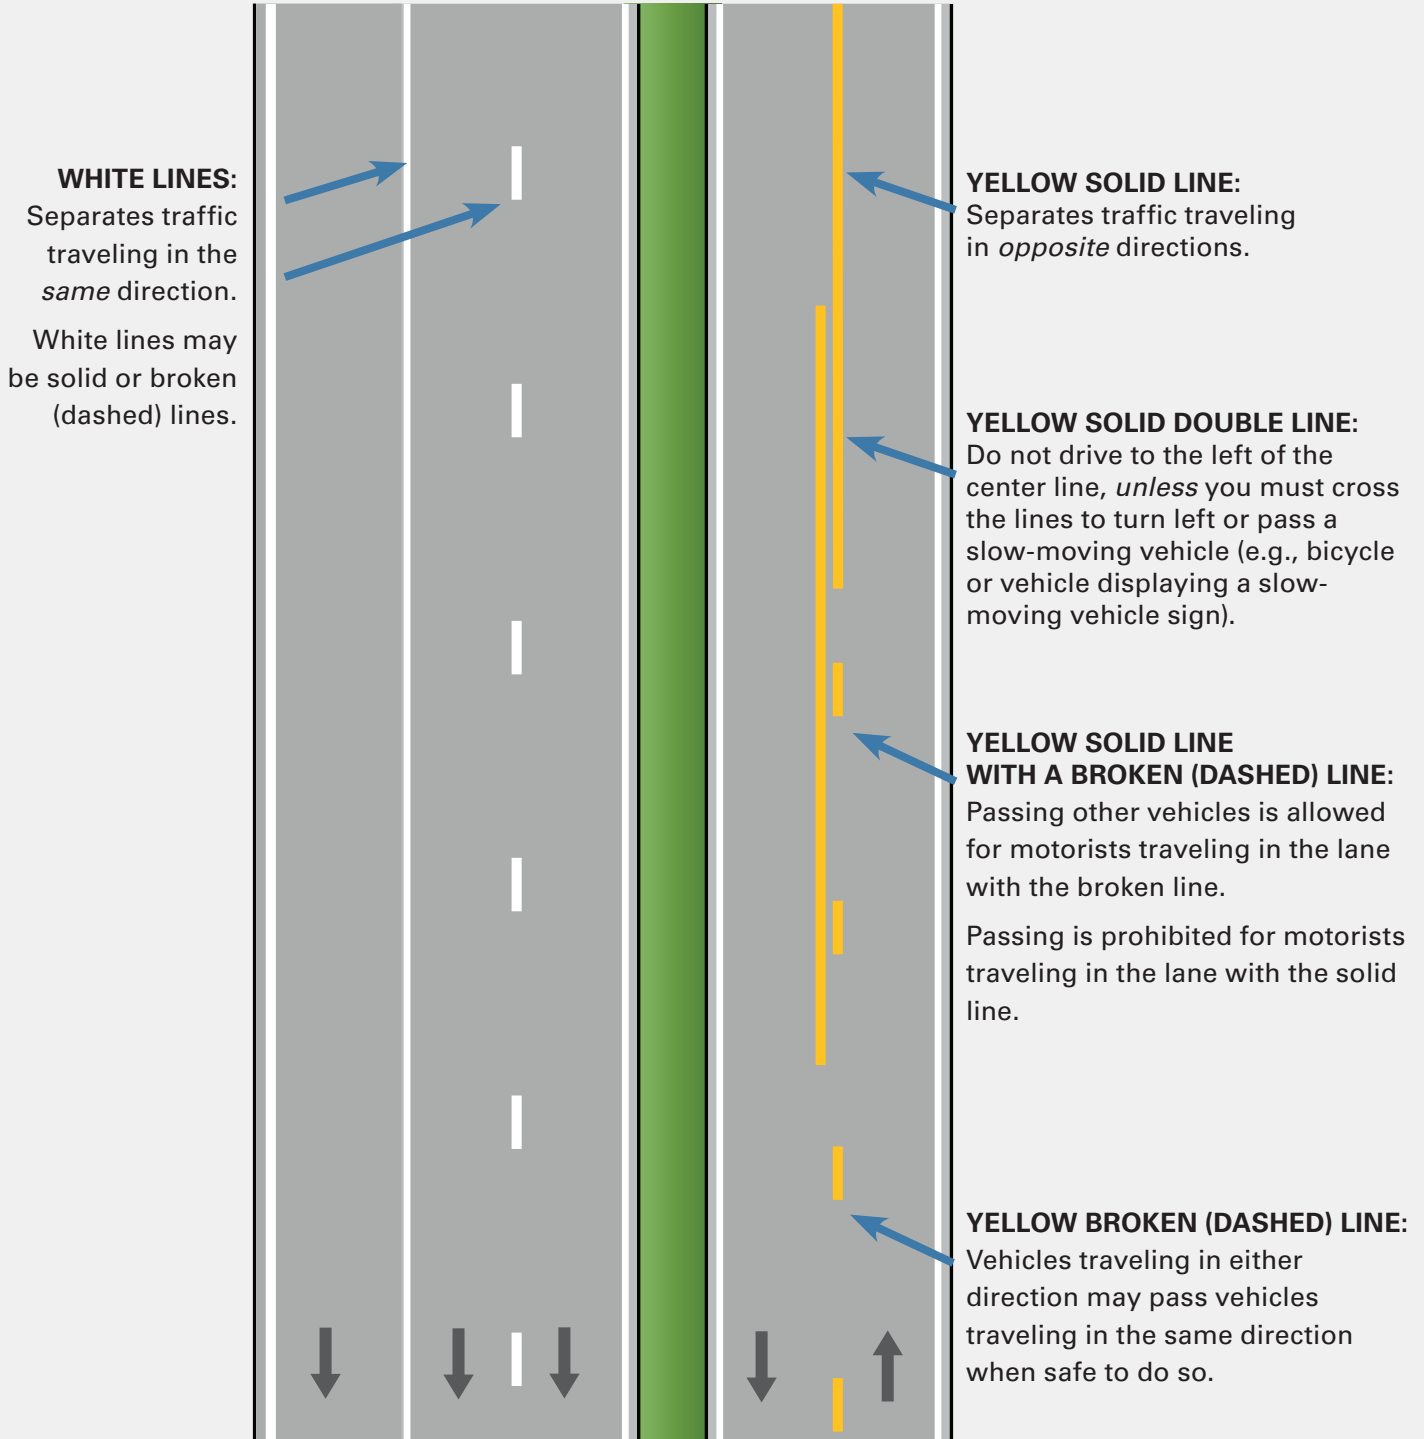 WHITE LINES:
Separates traffic
traveling in the
same direction.
White lines may
be solid or broken
(dashed) lines.
YELLOW SOLID LINE:
Separates traffic traveling
in opposite directions.
YELLOW SOLID DOUBLE LINE:
Do not drive to the left of the
center line, unless you must cross
the lines to turn left or pass a
slow-moving vehicle (e.g., bicycle
or vehicle displaying a slow-
moving vehicle sign).
YELLOW SOLID LINE
WITH A BROKEN (DASHED) LINE:
Passing other vehicles is allowed
for motorists traveling in the lane
with the broken line.
Passing is prohibited for motorists
traveling in the lane with the solid
line.
YELLOW BROKEN (DASHED) LINE:
Vehicles traveling in either
direction may pass vehicles
traveling in the same direction
when safe to do so.